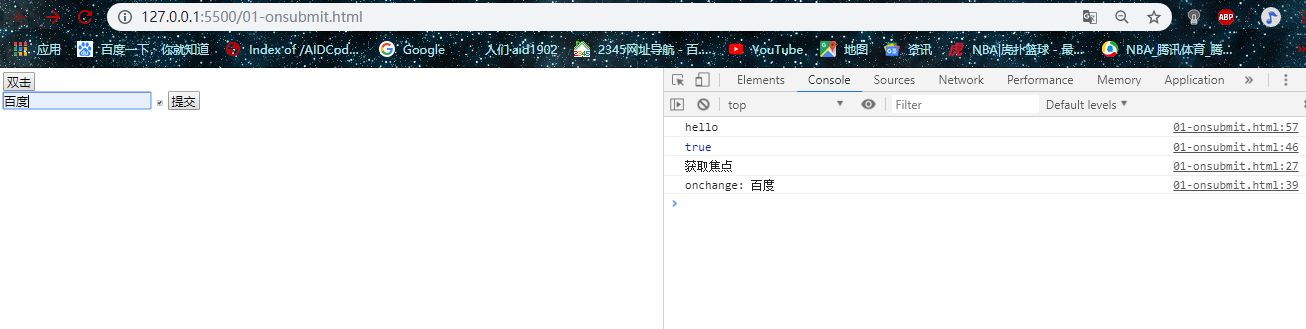 127.0.0.1:5500/01-onsubmit.html ABP
应用 百度一下，你就知道 Index of /AIDCpd... Google 人们 aid1902 2345网址导航 - 百... YouTube 地图 资讯 NBA|虎扑篮球 - 最... NBA_腾讯体育_腾...
双击
百度 提交
Elements Console Sources Network Performance Memory Application »
top Filter Default levels
hello 01-onsubmit.html:57
true 01-onsubmit.html:46
获取焦点 01-onsubmit.html:27
onchange: 百度 01-onsubmit.html:39